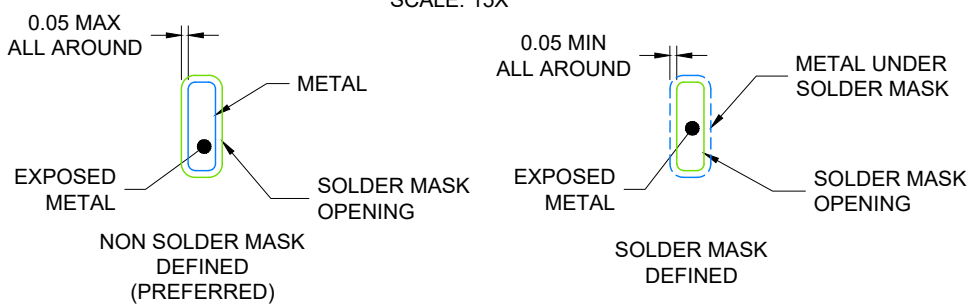 SCALE: 15X
0.05 MAX
ALL AROUND
METAL
EXPOSED
METAL
SOLDER MASK
OPENING
NON SOLDER MASK
DEFINED
(PREFERRED)
0.05 MIN
ALL AROUND
METAL UNDER
SOLDER MASK
EXPOSED
METAL
SOLDER MASK
OPENING
SOLDER MASK
DEFINED